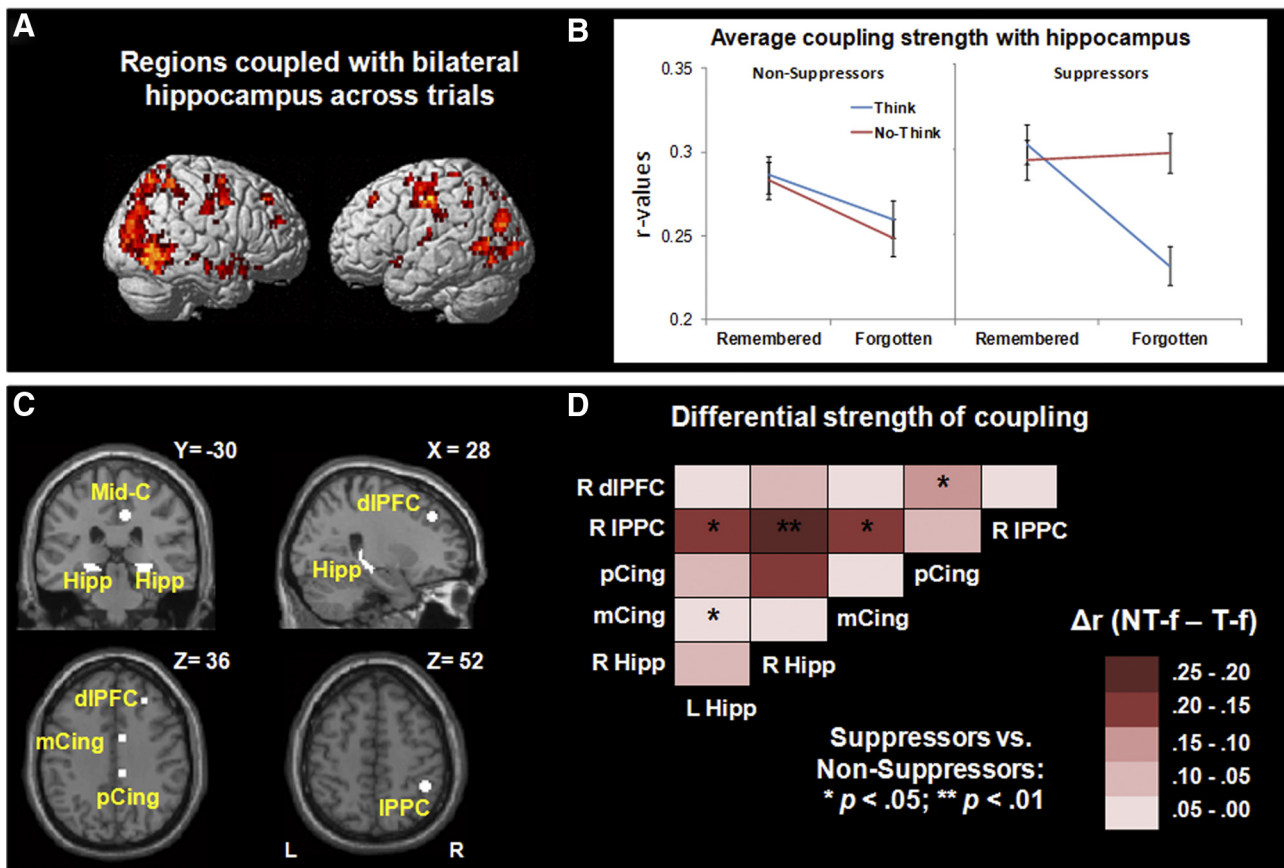 A
Regions coupled with bilateral
hippocampus across trials
B
Average coupling strength with hippocampus
Non-Suppressors
Suppressors
Think
No-Think
r-values
0.35
0.3
0.25
0.2
Remembered
Forgotten
Remembered
Forgotten
C
Y= -30
Mid-C
Hipp
Hipp
X = 28
dlPFC
Hipp
Z= 36
dlPFC
mCing
pCing
Z= 52
lPPC
L
R
D
Differential strength of coupling
R dlPFC
*
R lPPC
*
**
*
R lPPC
pCing
pCing
mCing
*
mCing
R Hipp
R Hipp
L Hipp
Δr (NT-f – T-f)
.25 - .20
.20 - .15
.15 - .10
.10 - .05
.05 - .00
Suppressors vs.
Non-Suppressors:
* p < .05; ** p < .01